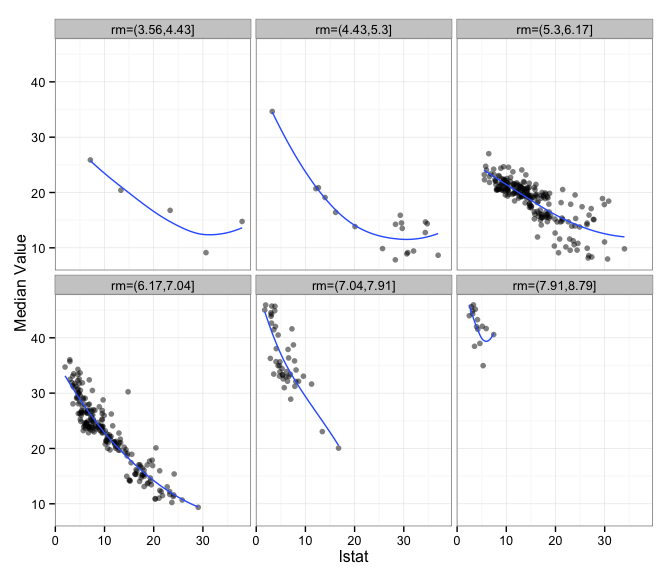 rm=(3.56,4.43] rm=(4.43,5.3] rm=(5.3,6.17]
40
30
20
10
Median Value
rm=(6.17,7.04] rm=(7.04,7.91] rm=(7.91,8.79]
40
30
20
10
0 10 20 30 0 10 20 30 0 10 20 30
lstat